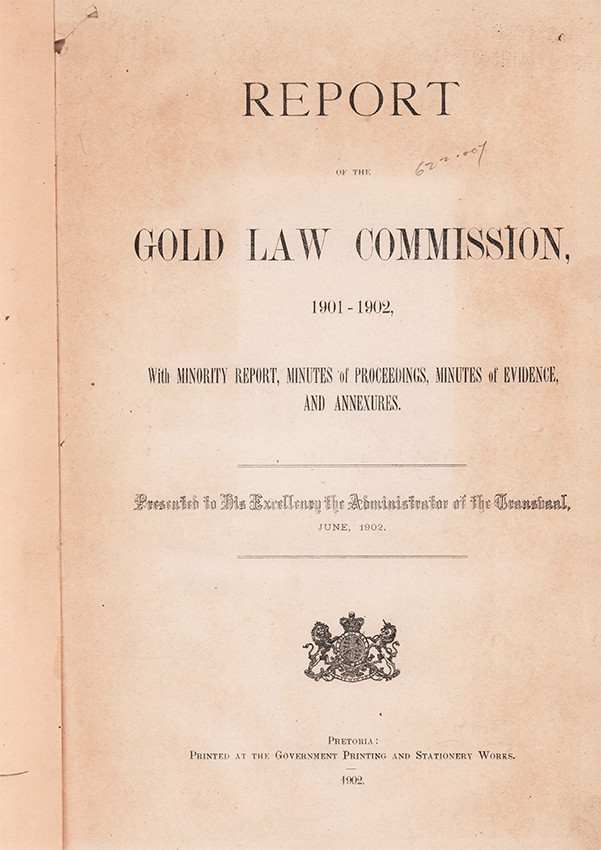 REPORT
622.007
OF THE
GOLD LAW COMMISSION,
1901-1902,
With MINORITY REPORT, MINUTES of PROCEEDINGS, MINUTES of EVIDENCE,
AND ANNEXURES.
Presented to His Excellency the Administrator of the Transvaal,
JUNE, 1902.
PRETORIA:
PRINTED AT THE GOVERNMENT PRINTING AND STATIONERY WORKS.
1902.